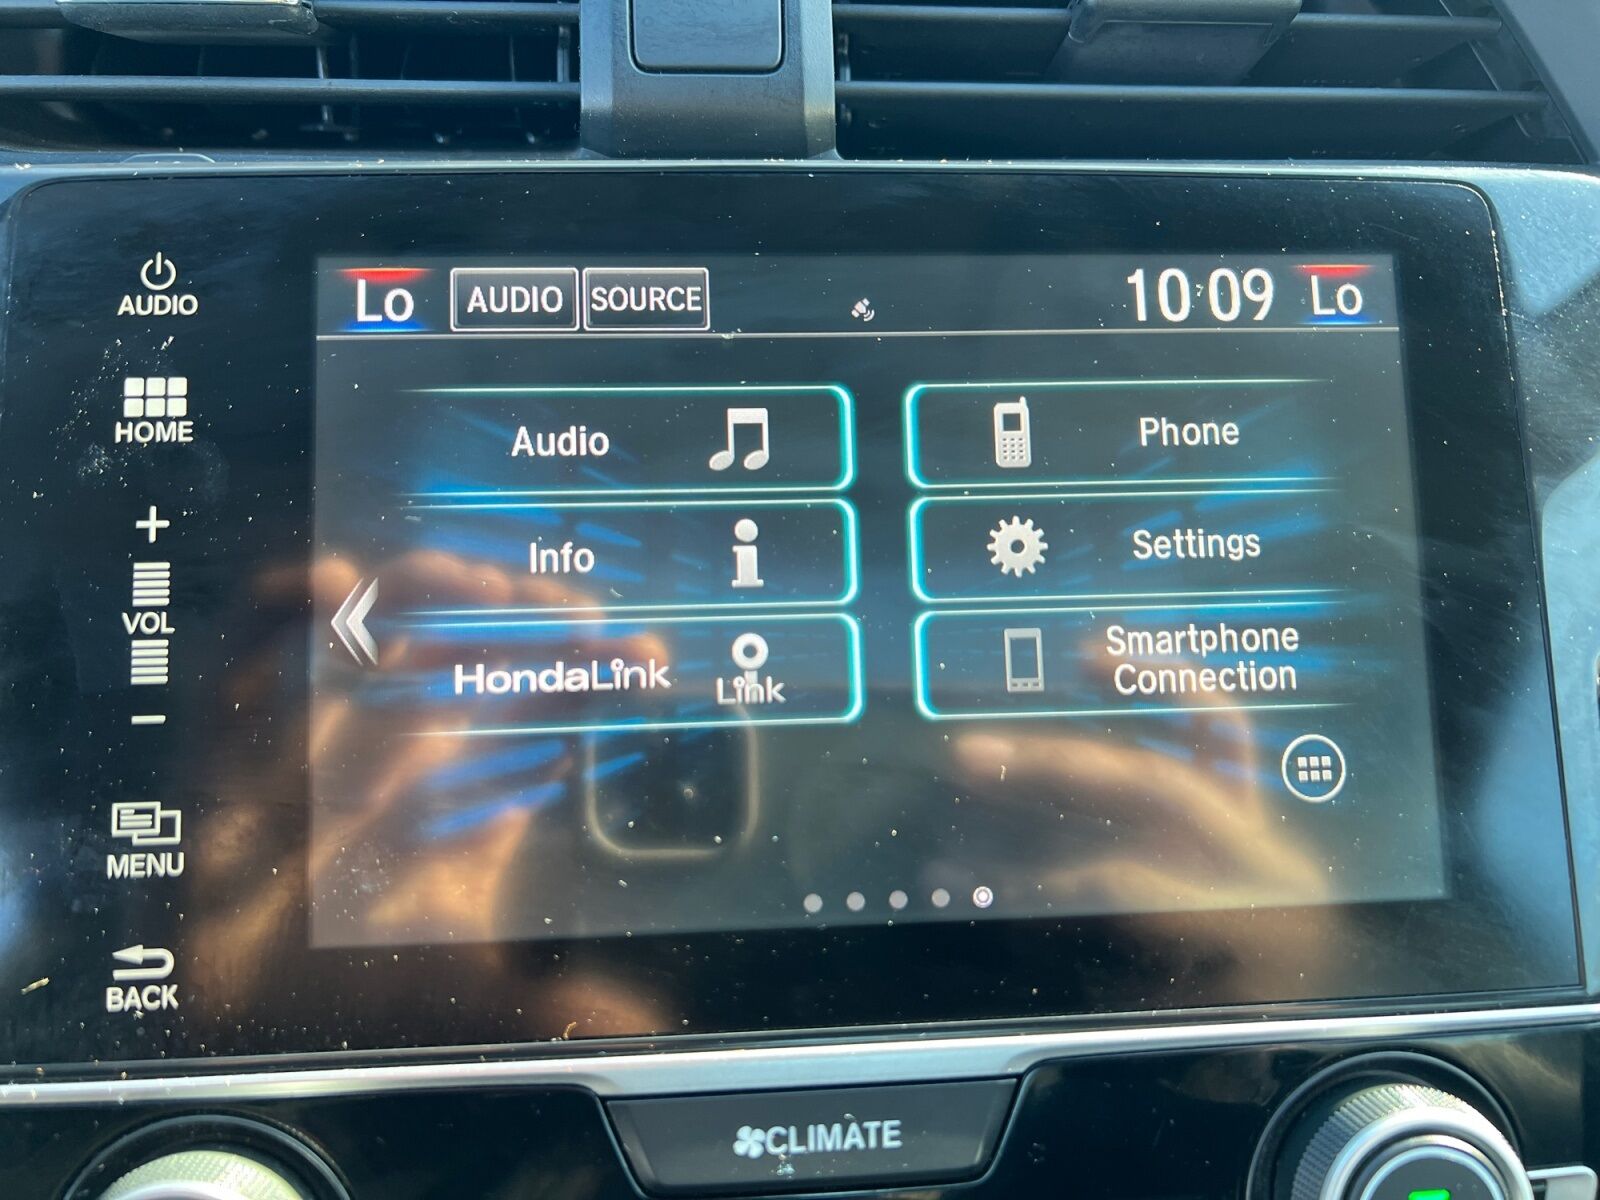 AUDIO
HOME
+
VOL
−
MENU
BACK
Lo AUDIO SOURCE 10:09 Lo
Audio
Phone
Info
Settings
HondaLink
Link
Smartphone
Connection
CLIMATE